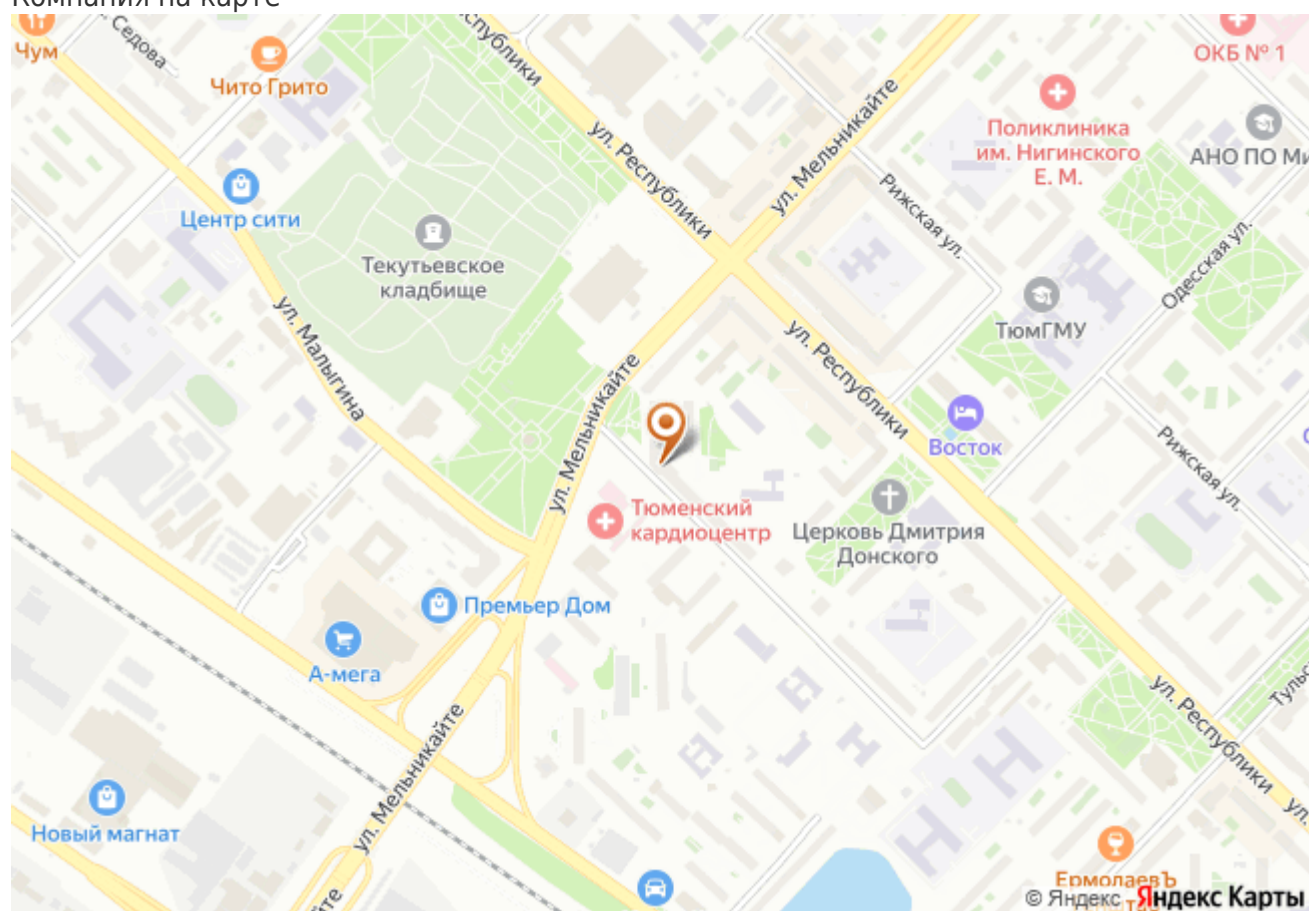 Компания на карте
Чум
ул. Седова
Чито Грито
Республики
ОКБ № 1
Поликлиника
им. Нигинского
Е. М.
АНО ПО МИ
ул. Мельникайте
ул. Республики
Рижская ул.
Центр сити
Текутьевское
кладбище
Одесская ул.
ТюмГМУ
ул. Малыгина
ул. Республики
ул. Мельникайте
Восток
Рижская ул.
Тюменский
кардиоцентр
Церковь Дмитрия
Донского
Премьер Дом
А-мега
ул. Республики
ул. Мельникайте
Новый магнат
ул.
ЕрмолаевЪ
© Яндекс Яндекс Карты